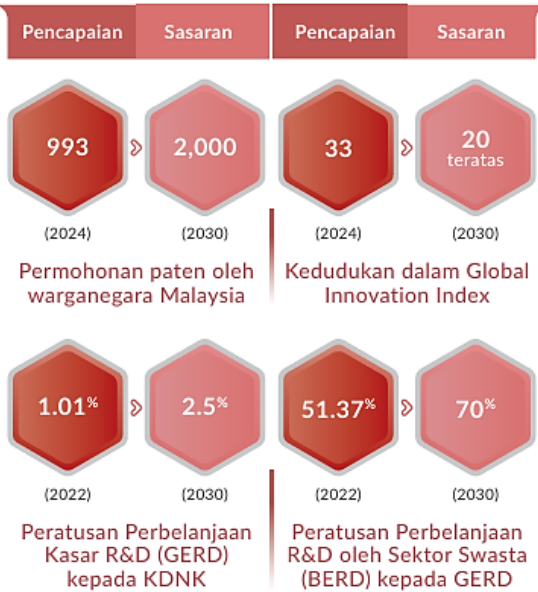 Pencapaian Sasaran Pencapaian Sasaran
993 2,000 33 20
teratas
(2024) (2030) (2024) (2030)
Permohonan paten oleh
warganegara Malaysia
Kedudukan dalam Global
Innovation Index
1.01% 2.5% 51.37% 70%
(2022) (2030) (2022) (2030)
Peratusan Perbelanjaan
Kasar R&D (GERD)
kepada KDNK
Peratusan Perbelanjaan
R&D oleh Sektor Swasta
(BERD) kepada GERD